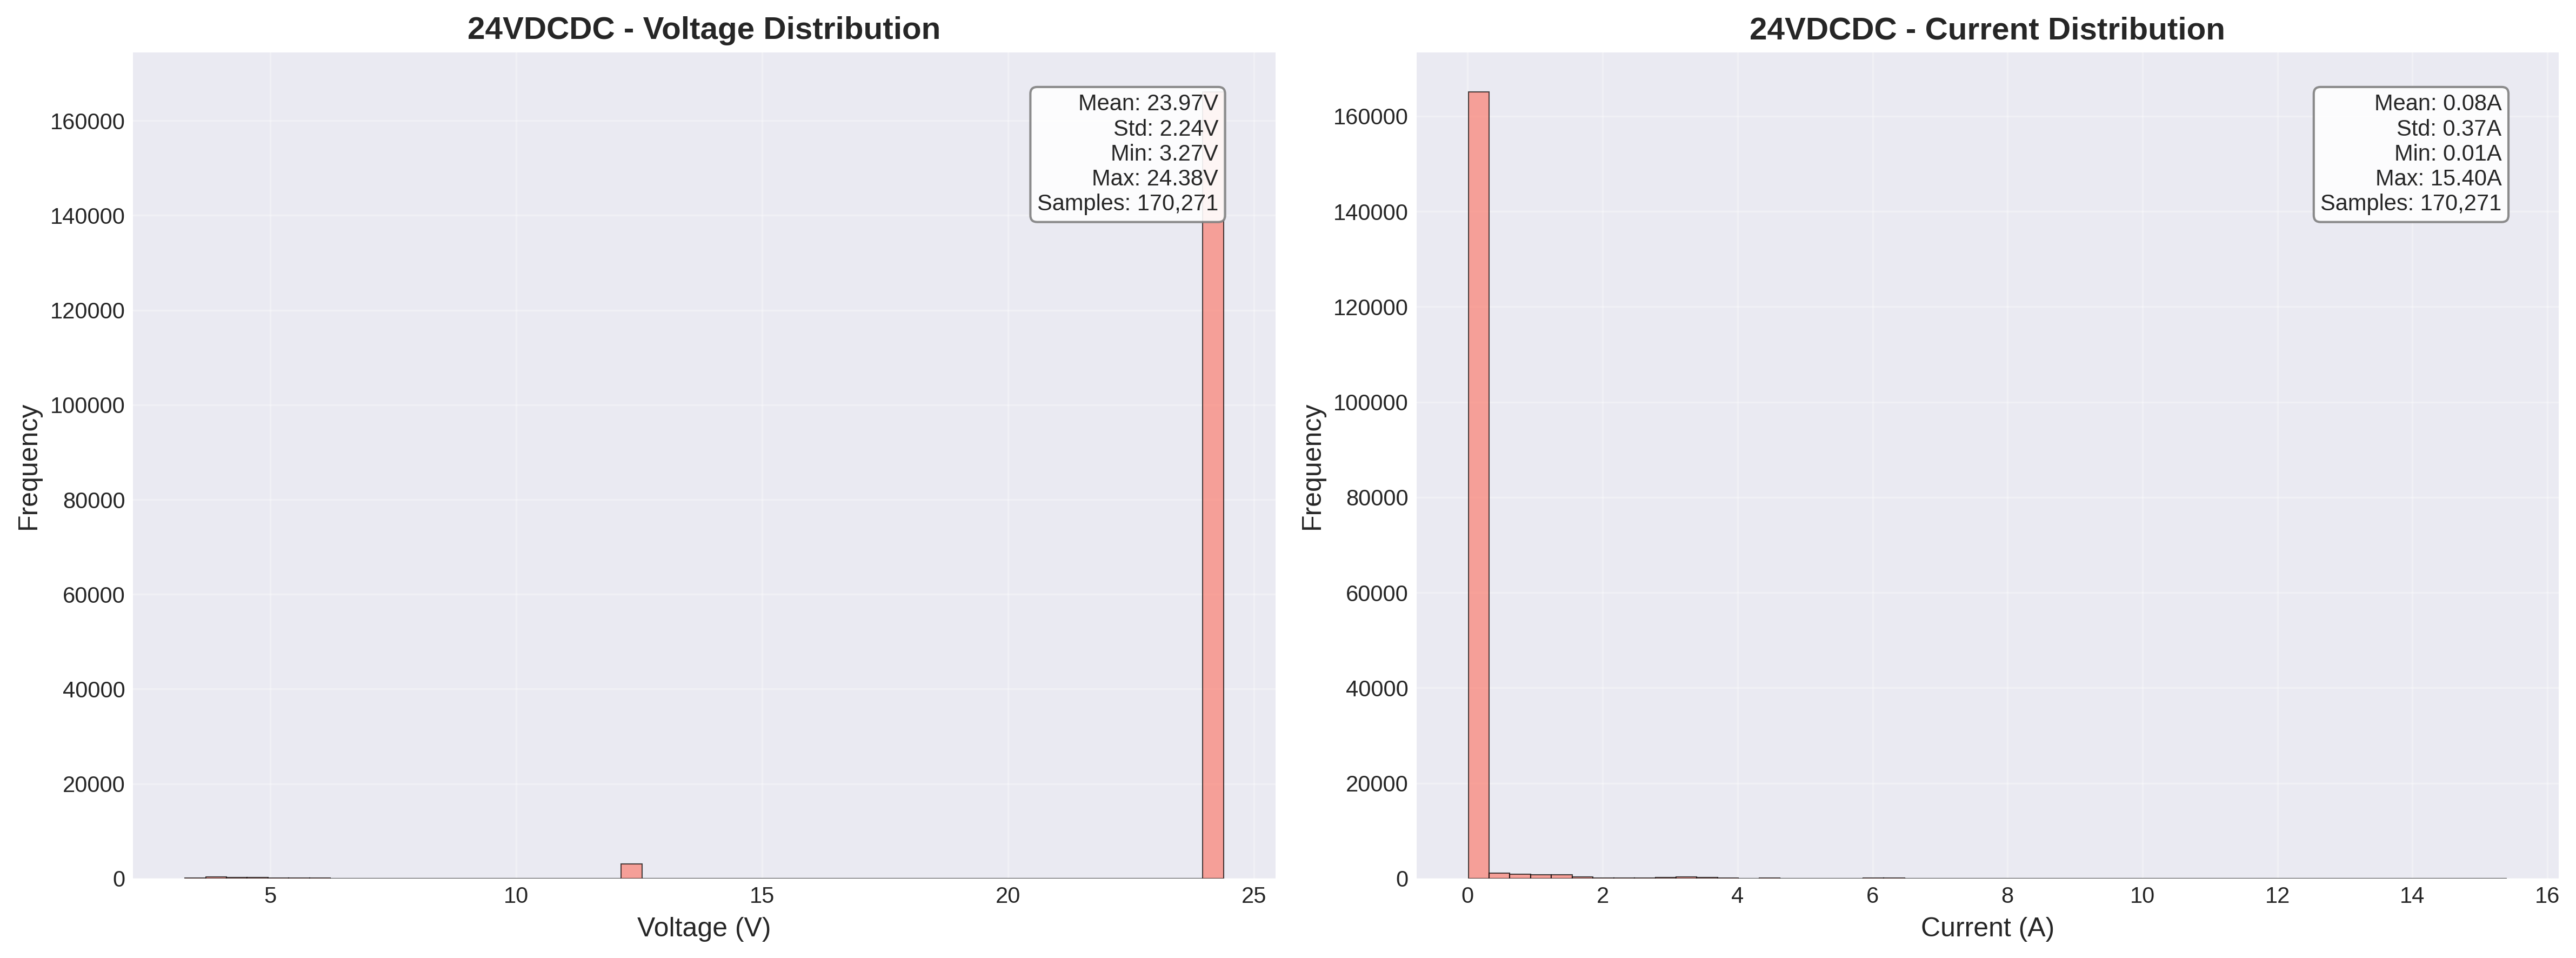 24VDCDC - Voltage Distribution
Mean: 23.97V
Std: 2.24V
Min: 3.27V
Max: 24.38V
Samples: 170,271
160000
140000
120000
100000
80000
60000
40000
20000
0
Frequency
5
10
15
20
25
Voltage (V)
24VDCDC - Current Distribution
Mean: 0.08A
Std: 0.37A
Min: 0.01A
Max: 15.40A
Samples: 170,271
160000
140000
120000
100000
80000
60000
40000
20000
0
Frequency
0
2
4
6
8
10
12
14
16
Current (A)